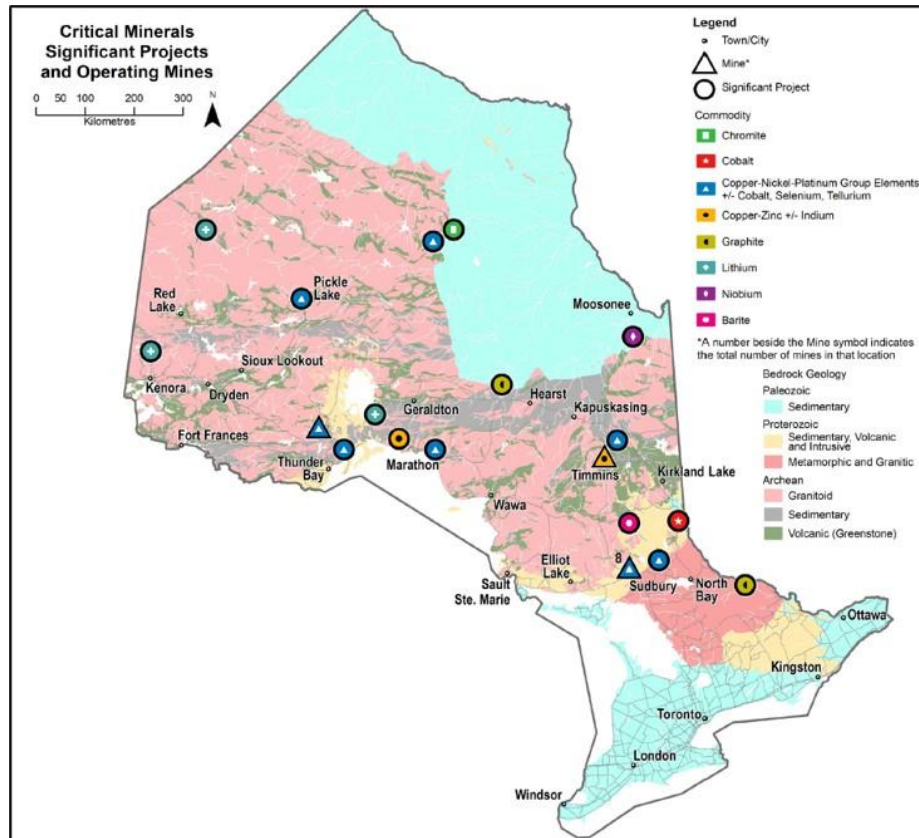 Critical Minerals
Significant Projects
and Operating Mines
0 50 100 200 300
Kilometres
N
Legend
Town/City
Mine*
Significant Project
Commodity
Chromite
Cobalt
Copper-Nickel-Platinum Group Elements
+/- Cobalt, Selenium, Tellurium
Copper-Zinc +/- Indium
Graphite
Lithium
Niobium
Barite
*A number beside the Mine symbol indicates
the total number of mines in that location
Bedrock Geology
Paleozoic
Sedimentary
Proterozoic
Sedimentary, Volcanic
and Intrusive
Metamorphic and Granitic
Archean
Granitoid
Sedimentary
Volcanic (Greenstone)
Pickle
Lake
Red
Lake
Moosonee
Sioux Lookout
Kenora
Dryden
Geraldton
Hearst
Kapuskasing
Fort Frances
Thunder
Bay
Marathon
Timmins
Kirkland Lake
Wawa
8
Elliot
Lake
Sault
Ste. Marie
Sudbury
North
Bay
Ottawa
Kingston
Toronto
London
Windsor